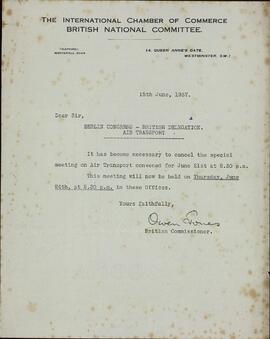 THE INTERNATIONAL CHAMBER OF COMMERCE
BRITISH NATIONAL COMMITTEE.
TELEPHONE:
WHITEHALL
14, QUEEN ANNE'S GATE,
WESTMINSTER, S.W.1
15th June, 1937.
Dear Sir,
BERLIN CONGRESS - BRITISH DELEGATION.
AIR TRANSPORT
It has become necessary to cancel the special
meeting on Air Transport convened for June 21st at 2.30 p.m.
This meeting will now be held on Thursday, June
24th, at 2.30 p.m. in these Offices.
Yours faithfully,
Owen Jones
British Commissioner.